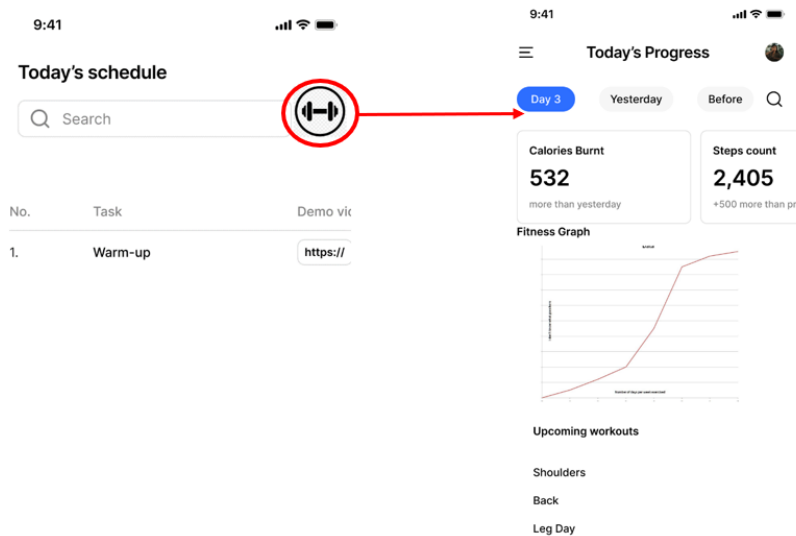 9:41
Today's schedule
Search
No. Task Demo vic
1. Warm-up https://
9:41
Today's Progress
Day 3 Yesterday Before
Calories Burnt
532
more than yesterday
Steps count
2,405
+500 more than pr
Fitness Graph
Upcoming workouts
Shoulders
Back
Leg Day